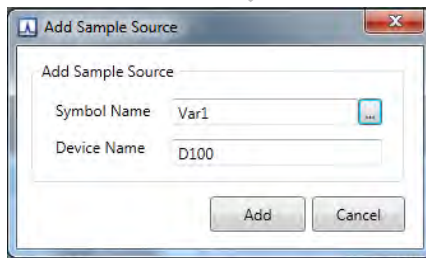 Add Sample Source
Add Sample Source
Symbol Name Var1 ...
Device Name D100
Add Cancel